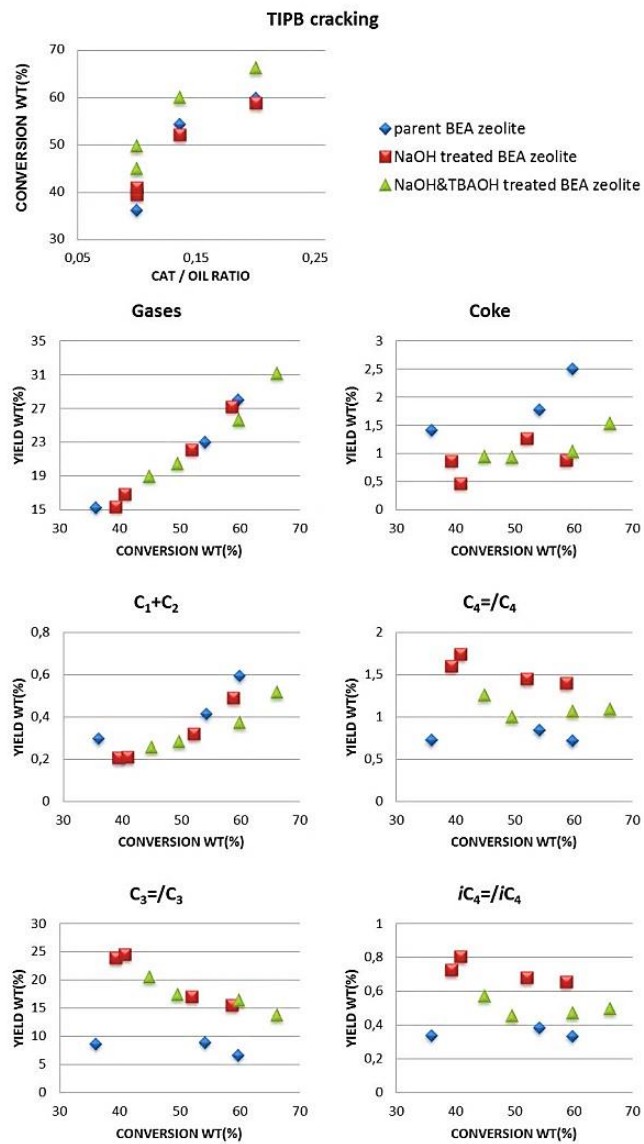 TIPB cracking
CONVERSION WT(%)
70
60
50
40
30
0,05 0,15 0,25
CAT / OIL RATIO
parent BEA zeolite
NaOH treated BEA zeolite
NaOH&TBAOH treated BEA zeolite
Gases
YIELD WT(%)
35
31
27
23
19
15
30 40 50 60 70
CONVERSION WT(%)
Coke
YIELD WT(%)
3
2,5
2
1,5
1
0,5
0
30 40 50 60 70
CONVERSION WT(%)
C₁+C₂
YIELD WT(%)
0,8
0,6
0,4
0,2
0
30 40 50 60 70
CONVERSION WT(%)
C₄=/C₄
YIELD WT(%)
2
1,5
1
0,5
0
30 40 50 60 70
CONVERSION WT(%)
C₃=/C₃
YIELD WT(%)
30
25
20
15
10
5
0
30 40 50 60 70
CONVERSION WT(%)
iC₄=/iC₄
YIELD WT(%)
1
0,8
0,6
0,4
0,2
0
30 40 50 60 70
CONVERSION WT(%)